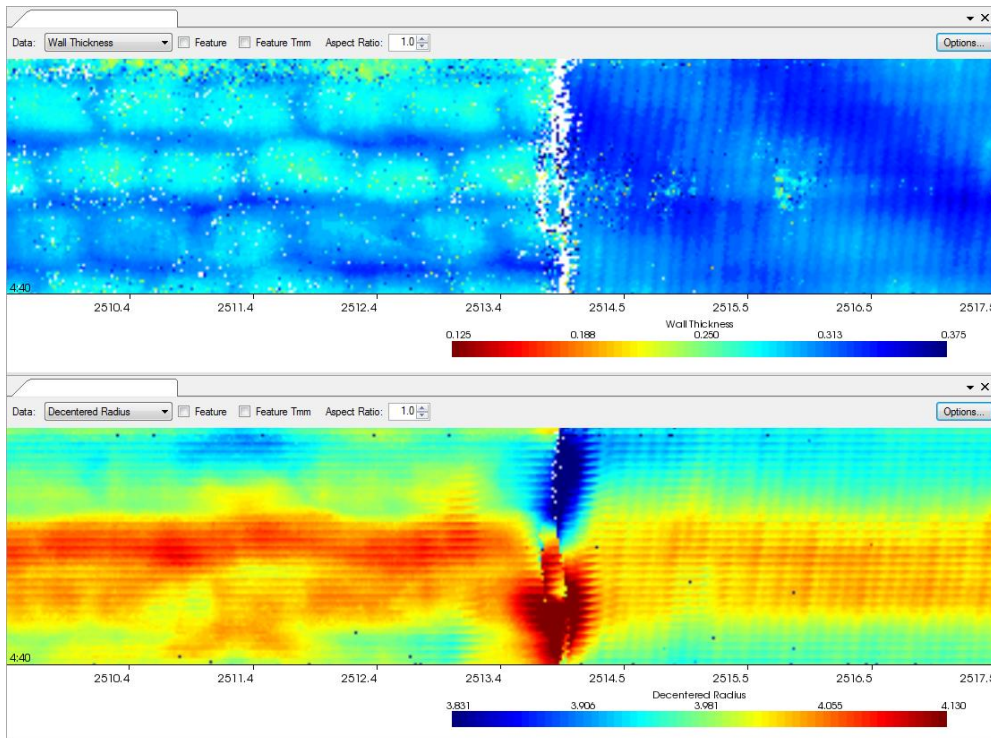 Data: Wall Thickness Feature Feature Tmm Aspect Ratio: 1.0 Options...
4:40
2510.4 2511.4 2512.4 2513.4 2514.5 2515.5 2516.5 2517.5
Wall Thickness
0.125 0.188 0.250 0.313 0.375
Data: Decentered Radius Feature Feature Tmm Aspect Ratio: 1.0 Options...
4:40
2510.4 2511.4 2512.4 2513.4 2514.5 2515.5 2516.5 2517.5
Decentered Radius
3.831 3.906 3.981 4.055 4.130